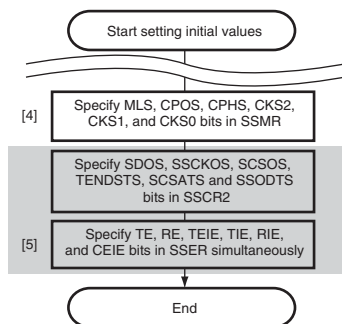 Start setting initial values
[4]
Specify MLS, CPOS, CPHS, CKS2,
CKS1, and CKS0 bits in SSMR
Specify SDOS, SSCKOS, SCSOS,
TENDSTS, SCSATS and SSODTS
bits in SSCR2
[5]
Specify TE, RE, TEIE, TIE, RIE,
and CEIE bits in SSER simultaneously
End